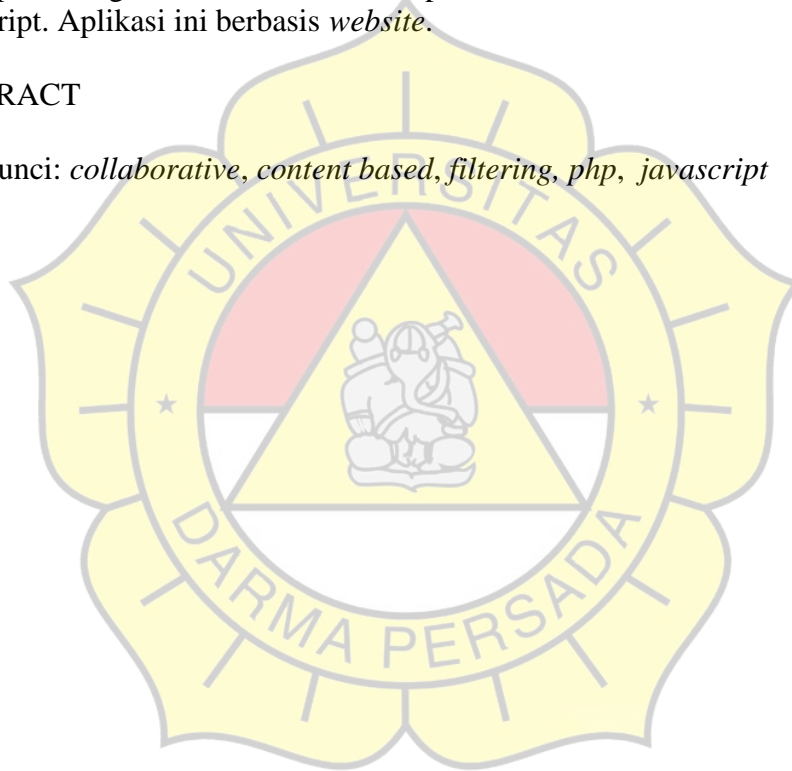 ript. Aplikasi ini berbasis website.
RACT
unci: collaborative, content based, filtering, php, javascript
UNIVERSITAS
DARMA PERSADA